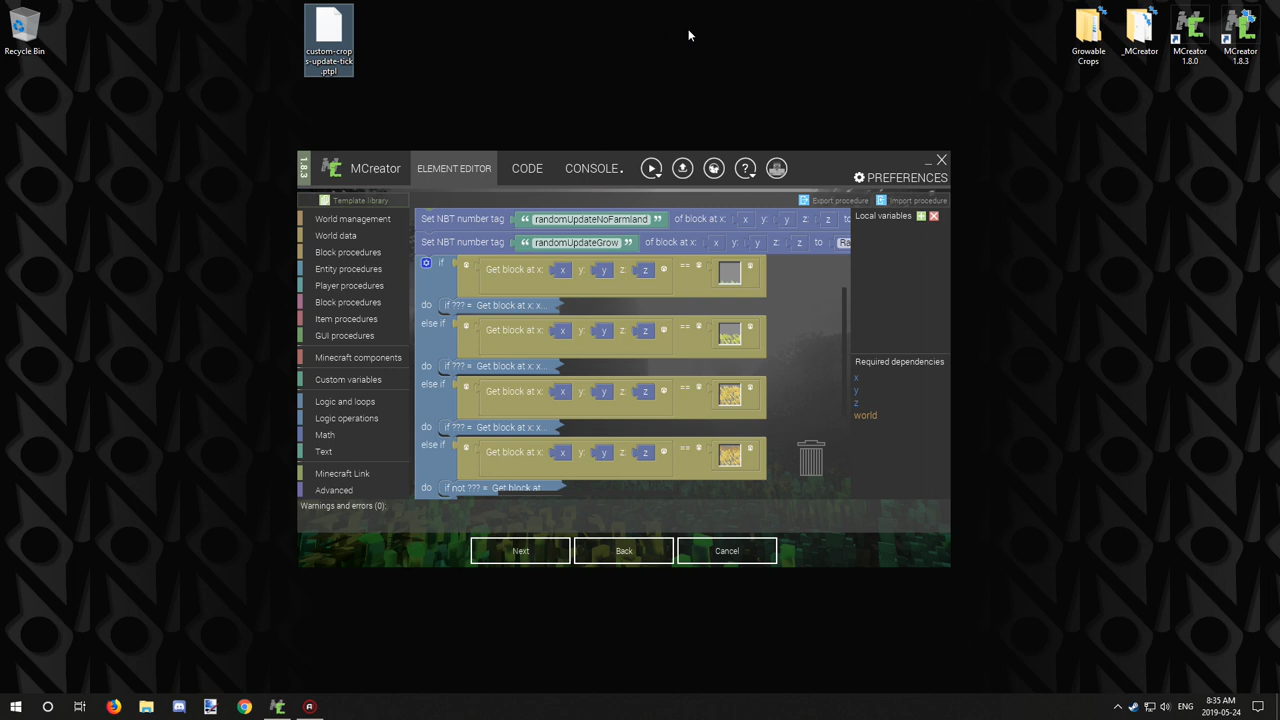 Recycle Bin
custom-crop
s-update-tick
.ptpl
Growable
Crops
_MCreator
MCreator
1.8.0
MCreator
1.8.3
1.8.3
MCreator
ELEMENT EDITOR
CODE
CONSOLE.
PREFERENCES
Template library
Export procedure
Import procedure
World management
World data
Block procedures
Entity procedures
Player procedures
Block procedures
Item procedures
GUI procedures
Minecraft components
Custom variables
Logic and loops
Logic operations
Math
Text
Minecraft Link
Advanced
Set NBT number tag “ randomUpdateNoFarmland ” of block at x: x y: y z: z to
Set NBT number tag “ randomUpdateGrow ” of block at x: x y: y z: z to Ra
if Get block at x: x y: y z: z ==
do if ??? = Get block at x: x...
else if Get block at x: x y: y z: z ==
do if ??? = Get block at x: x...
else if Get block at x: x y: y z: z ==
do if ??? = Get block at x: x...
else if Get block at x: x y: y z: z ==
do if not ??? = Get block at...
Local variables
Required dependencies
x
y
z
world
Warnings and errors (0):
Next
Back
Cancel
ENG
8:35 AM
2019-05-24